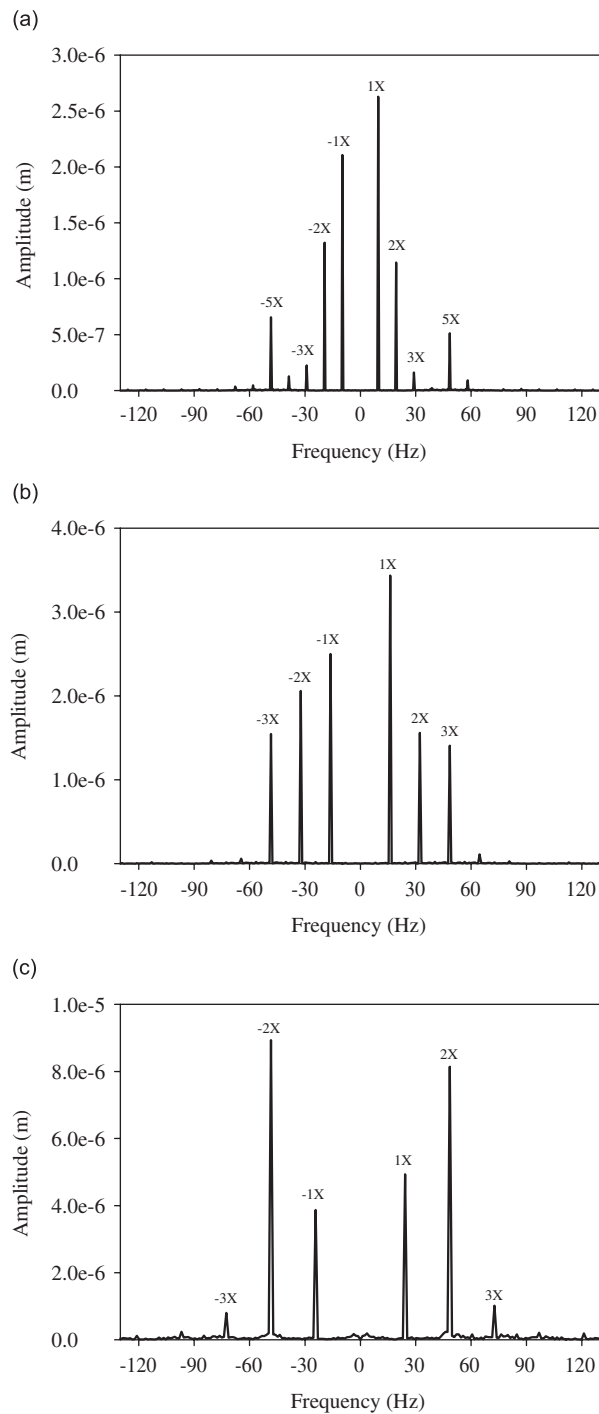 (a)
3.0e-6
2.5e-6
2.0e-6
1.5e-6
1.0e-6
5.0e-7
0.0
Amplitude (m)
1X
-1X
-2X
2X
-5X
5X
-3X
3X
-120 -90 -60 -30 0 30 60 90 120
Frequency (Hz)
(b)
4.0e-6
3.0e-6
2.0e-6
1.0e-6
0.0
Amplitude (m)
1X
-1X
-2X
-3X
2X
3X
-120 -90 -60 -30 0 30 60 90 120
Frequency (Hz)
(c)
1.0e-5
8.0e-6
6.0e-6
4.0e-6
2.0e-6
0.0
Amplitude (m)
-2X
2X
1X
-1X
-3X
3X
-120 -90 -60 -30 0 30 60 90 120
Frequency (Hz)